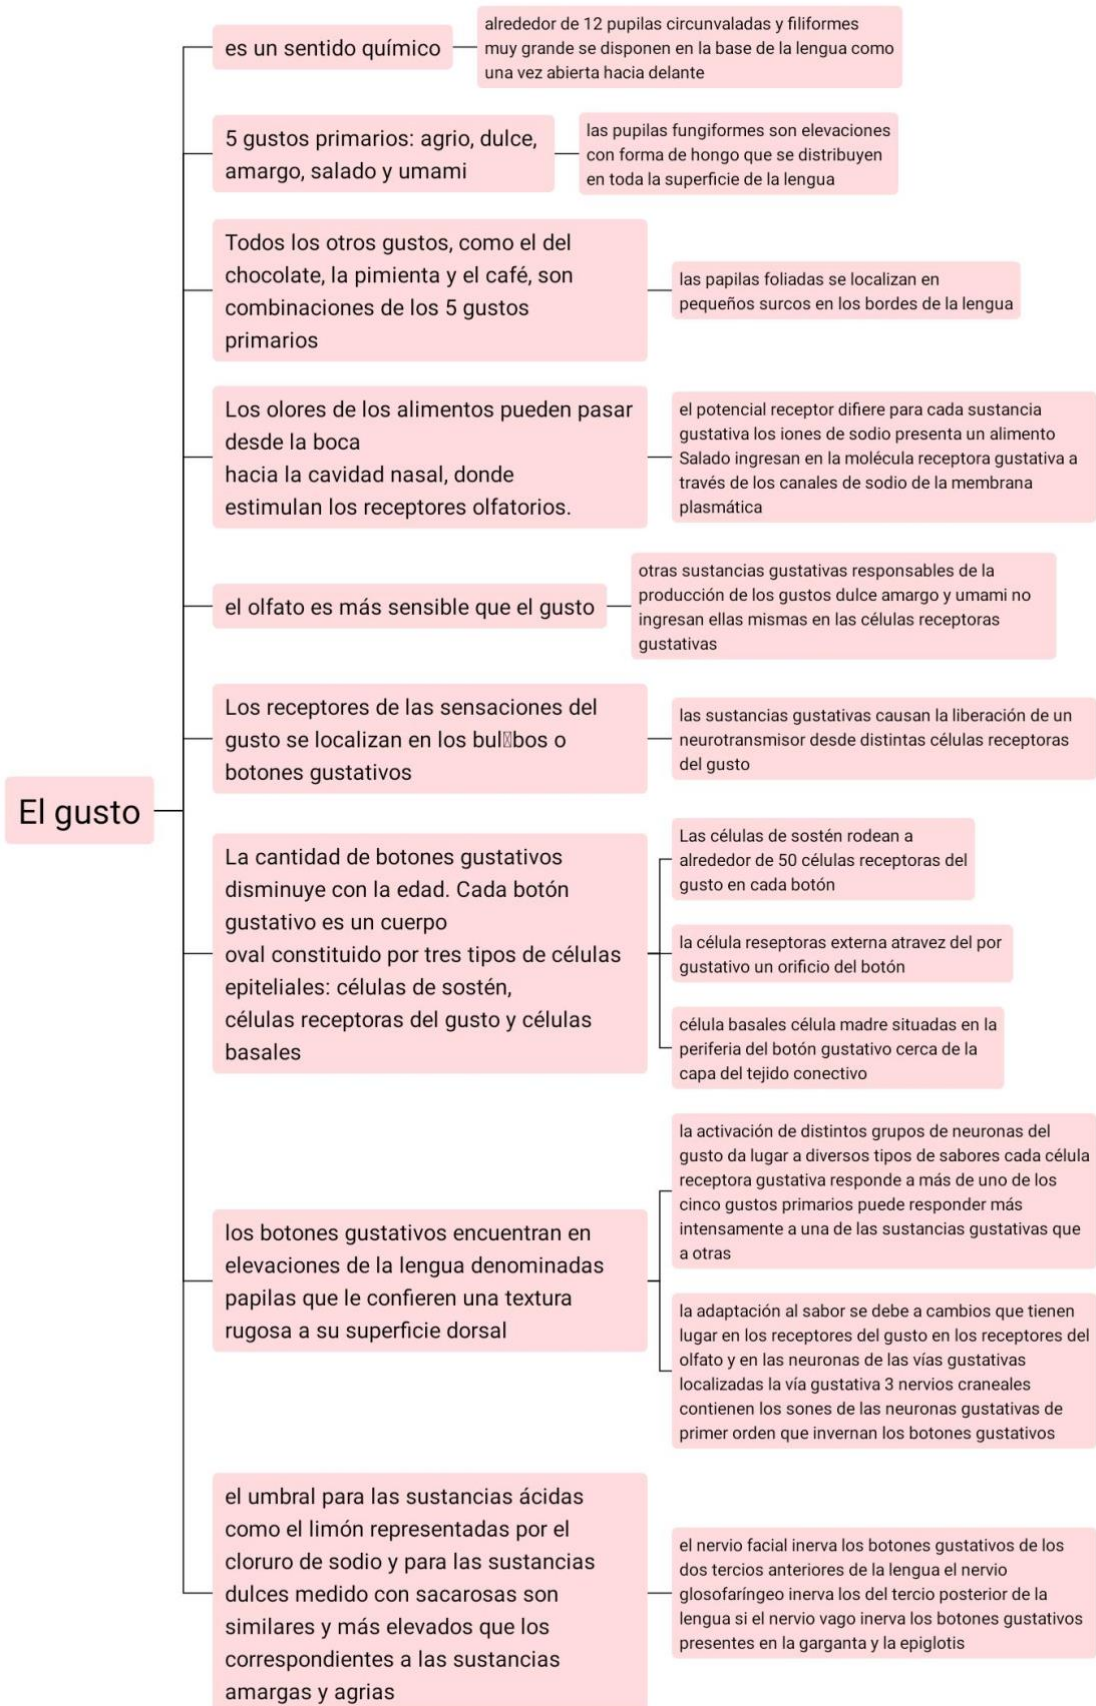 El gusto
es un sentido químico
alrededor de 12 pupilas circunvaladas y filiformes
muy grande se disponen en la base de la lengua como
una vez abierta hacia delante
5 gustos primarios: agrio, dulce,
amargo, salado y umami
las pupilas fungiformes son elevaciones
con forma de hongo que se distribuyen
en toda la superficie de la lengua
Todos los otros gustos, como el del
chocolate, la pimienta y el café, son
combinaciones de los 5 gustos
primarios
las papilas foliadas se localizan en
pequeños surcos en los bordes de la lengua
Los olores de los alimentos pueden pasar
desde la boca
hacia la cavidad nasal, donde
estimulan los receptores olfatorios.
el potencial receptor difiere para cada sustancia
gustativa los iones de sodio presenta un alimento
Salado ingresan en la molécula receptora gustativa a
través de los canales de sodio de la membrana
plasmática
el olfato es más sensible que el gusto
otras sustancias gustativas responsables de la
producción de los gustos dulce amargo y umami no
ingresan ellas mismas en las células receptoras
gustativas
Los receptores de las sensaciones del
gusto se localizan en los bul▯bos o
botones gustativos
las sustancias gustativas causan la liberación de un
neurotransmisor desde distintas células receptoras
del gusto
La cantidad de botones gustativos
disminuye con la edad. Cada botón
gustativo es un cuerpo
oval constituido por tres tipos de células
epiteliales: células de sostén,
células receptoras del gusto y células
basales
Las células de sostén rodean a
alrededor de 50 células receptoras del
gusto en cada botón
la célula reseptoras externa atravez del por
gustativo un orificio del botón
célula basales célula madre situadas en la
periferia del botón gustativo cerca de la
capa del tejido conectivo
los botones gustativos encuentran en
elevaciones de la lengua denominadas
papilas que le confieren una textura
rugosa a su superficie dorsal
la activación de distintos grupos de neuronas del
gusto da lugar a diversos tipos de sabores cada célula
receptora gustativa responde a más de uno de los
cinco gustos primarios puede responder más
intensamente a una de las sustancias gustativas que
a otras
la adaptación al sabor se debe a cambios que tienen
lugar en los receptores del gusto en los receptores del
olfato y en las neuronas de las vías gustativas
localizadas la vía gustativa 3 nervios craneales
contienen los sones de las neuronas gustativas de
primer orden que invernan los botones gustativos
el umbral para las sustancias ácidas
como el limón representadas por el
cloruro de sodio y para las sustancias
dulces medido con sacarosas son
similares y más elevados que los
correspondientes a las sustancias
amargas y agrias
el nervio facial inerva los botones gustativos de los
dos tercios anteriores de la lengua el nervio
glosofaríngeo inerva los del tercio posterior de la
lengua si el nervio vago inerva los botones gustativos
presentes en la garganta y la epiglotis